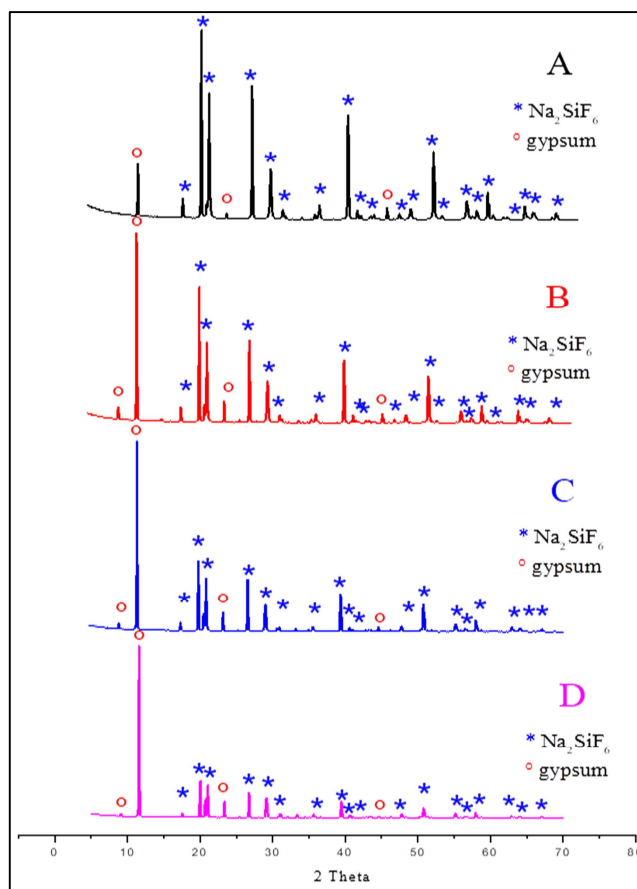 A
* Na₂SiF₆
○ gypsum
B
* Na₂SiF₆
○ gypsum
C
* Na₂SiF₆
○ gypsum
D
* Na₂SiF₆
○ gypsum
0 10 20 30 40 50 60 70 80
2 Theta